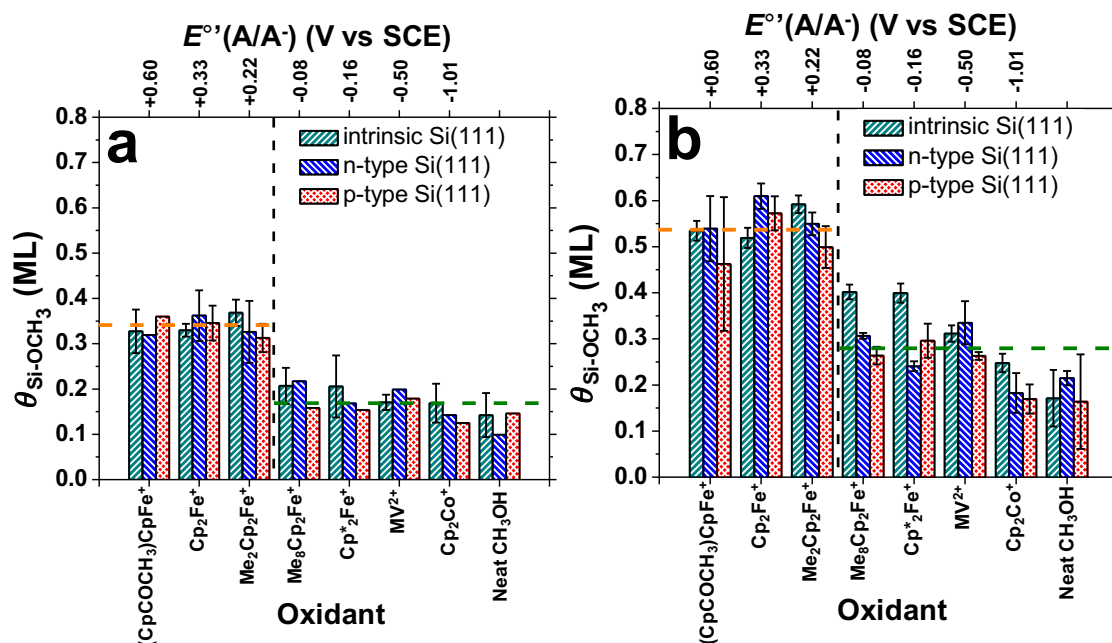 E°’(A/A-) (V vs SCE)
+0.60
+0.33
+0.22
-0.08
-0.16
-0.50
-1.01
a
intrinsic Si(111)
n-type Si(111)
p-type Si(111)
0.8
0.7
0.6
0.5
0.4
0.3
0.2
0.1
0.0
θSi-OCH3 (ML)
(CpCOCH3)CpFe+
Cp2Fe+
Me2Cp2Fe+
Me8Cp2Fe+
Cp*2Fe+
MV2+
Cp2Co+
Neat CH3OH
Oxidant
E°’(A/A-) (V vs SCE)
+0.60
+0.33
+0.22
-0.08
-0.16
-0.50
-1.01
b
intrinsic Si(111)
n-type Si(111)
p-type Si(111)
0.8
0.7
0.6
0.5
0.4
0.3
0.2
0.1
0.0
θSi-OCH3 (ML)
(CpCOCH3)CpFe+
Cp2Fe+
Me2Cp2Fe+
Me8Cp2Fe+
Cp*2Fe+
MV2+
Cp2Co+
Neat CH3OH
Oxidant